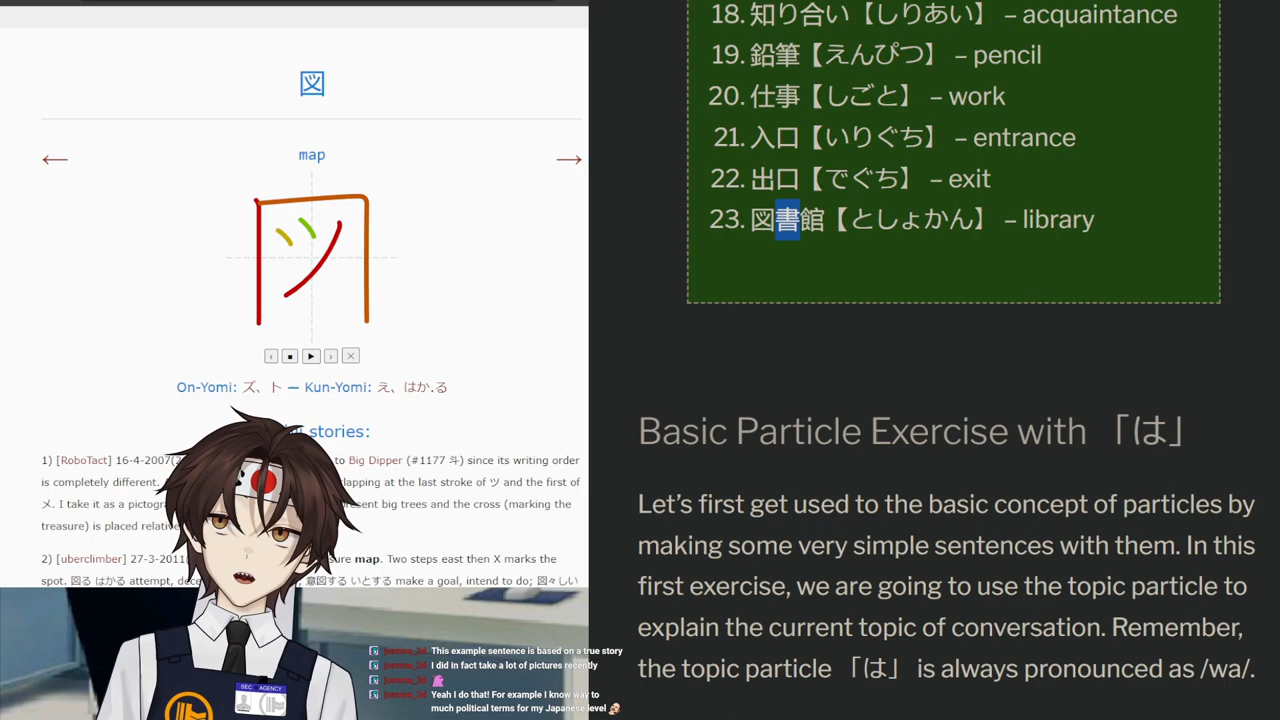 図
← →
map
‹ ■ ▶ › ×
On-Yomi: ズ、ト — Kun-Yomi: え、はか.る
stories:
1) [RoboTact] 16-4-2007(2 to Big Dipper (#1177 斗) since its writing order
is completely different. lapping at the last stroke of ツ and the first of
メ. I take it as a pictogr present big trees and the cross (marking the
treasure) is placed relative
2) [uberclimber] 27-3-2011( sure map. Two steps east then X marks the
spot. 図る はかる attempt, 意図する いとする make a goal, intend to do; 図々しい
SEC AGENCY
jomona_3d This example sentence is based on a true story
jomona_3d I did in fact take a lot of pictures recently
jomona_3d
jomona_3d Yeah I do that! For example I know way to
much political terms for my Japanese level
18. 知り合い【しりあい】 – acquaintance
19. 鉛筆【えんぴつ】 – pencil
20. 仕事【しごと】 – work
21. 入口【いりぐち】 – entrance
22. 出口【でぐち】 – exit
23. 図書館【としょかん】 – library
Basic Particle Exercise with 「は」
Let’s first get used to the basic concept of particles by
making some very simple sentences with them. In this
first exercise, we are going to use the topic particle to
explain the current topic of conversation. Remember,
the topic particle 「は」 is always pronounced as /wa/.